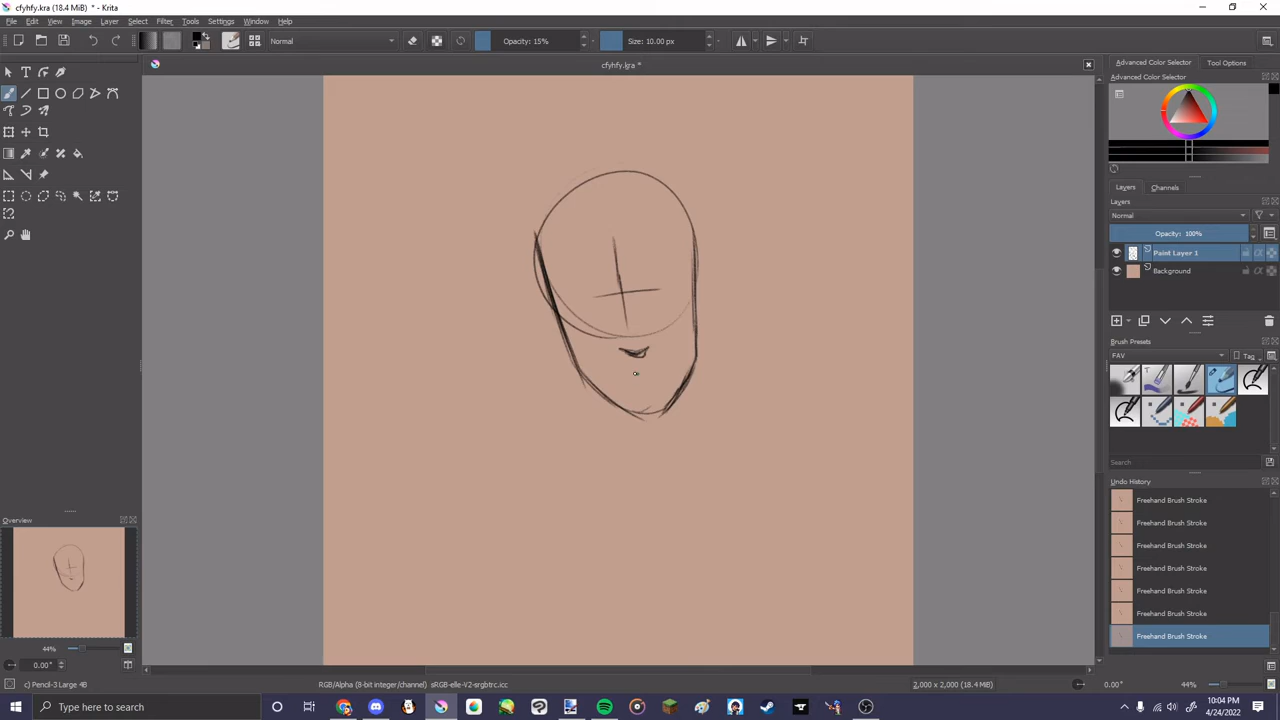 cfyhfy.kra (18.4 MiB) * - Krita
File Edit View Image Layer Select Filter Tools Settings Window Help
Normal Opacity: 15% Size: 10.00 px
cfyhfy.kra *
Advanced Color Selector Tool Options
Advanced Color Selector
Layers Channels
Layers
Normal
Opacity: 100%
Paint Layer 1
Background
Brush Presets
FAV Tag
Search
Undo History
Freehand Brush Stroke
Freehand Brush Stroke
Freehand Brush Stroke
Freehand Brush Stroke
Freehand Brush Stroke
Freehand Brush Stroke
Freehand Brush Stroke
Overview
44%
0.00°
c) Pencil-3 Large 4B RGB/Alpha (8-bit integer/channel) sRGB-elle-V2-srgbtrc.icc 2,000 x 2,000 (18.4 MiB) 0.00° 44%
Type here to search
10:04 PM
4/24/2022